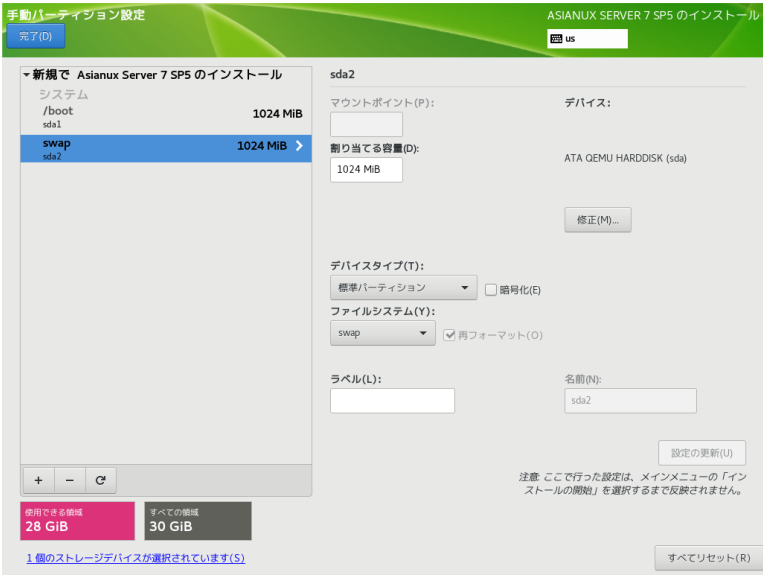 手動パーティション設定
ASIANUX SERVER 7 SP5 のインストール
完了(D)
us
新規で Asianux Server 7 SP5 のインストール
システム
/boot
1024 MiB
sda1
swap
1024 MiB
sda2
+ −
使用できる領域
28 GiB
すべての領域
30 GiB
1 個のストレージデバイスが選択されています(S)
sda2
マウントポイント(P):
デバイス:
割り当てる容量(D):
1024 MiB
ATA QEMU HARDDISK (sda)
修正(M)...
デバイスタイプ(T):
標準パーティション
暗号化(E)
ファイルシステム(Y):
swap
再フォーマット(O)
ラベル(L):
名前(N):
sda2
設定の更新(U)
注意: ここで行った設定は、メインメニューの「イン
ストールの開始」を選択するまで反映されません。
すべてリセット(R)